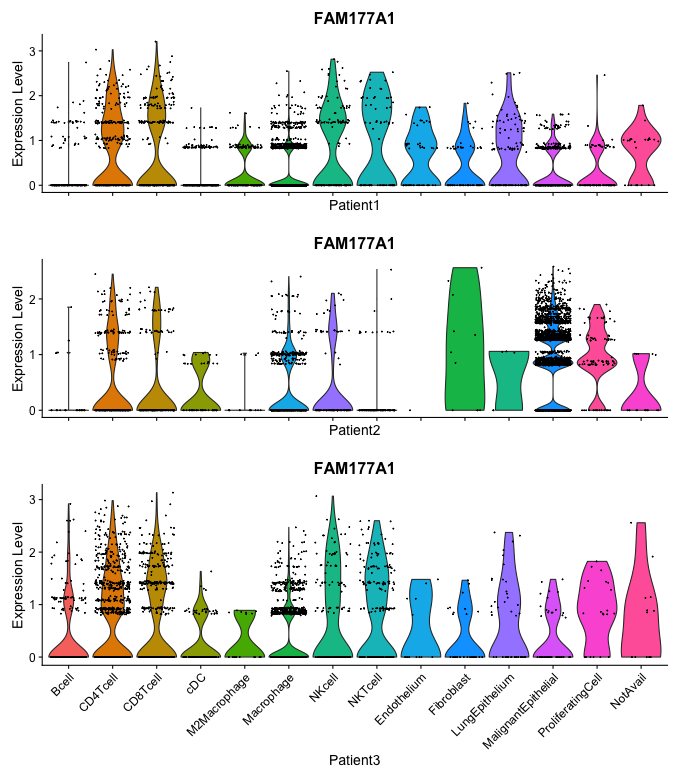 FAM177A1
Expression Level
3
2
1
0
Patient1
FAM177A1
Expression Level
2
1
0
Patient2
FAM177A1
Expression Level
3
2
1
0
Bcell
CD4Tcell
CD8Tcell
cDC
M2Macrophage
Macrophage
NKcell
NKTcell
Endothelium
Fibroblast
LungEpithelium
MalignantEpithelial
ProliferatingCell
NotAvail
Patient3